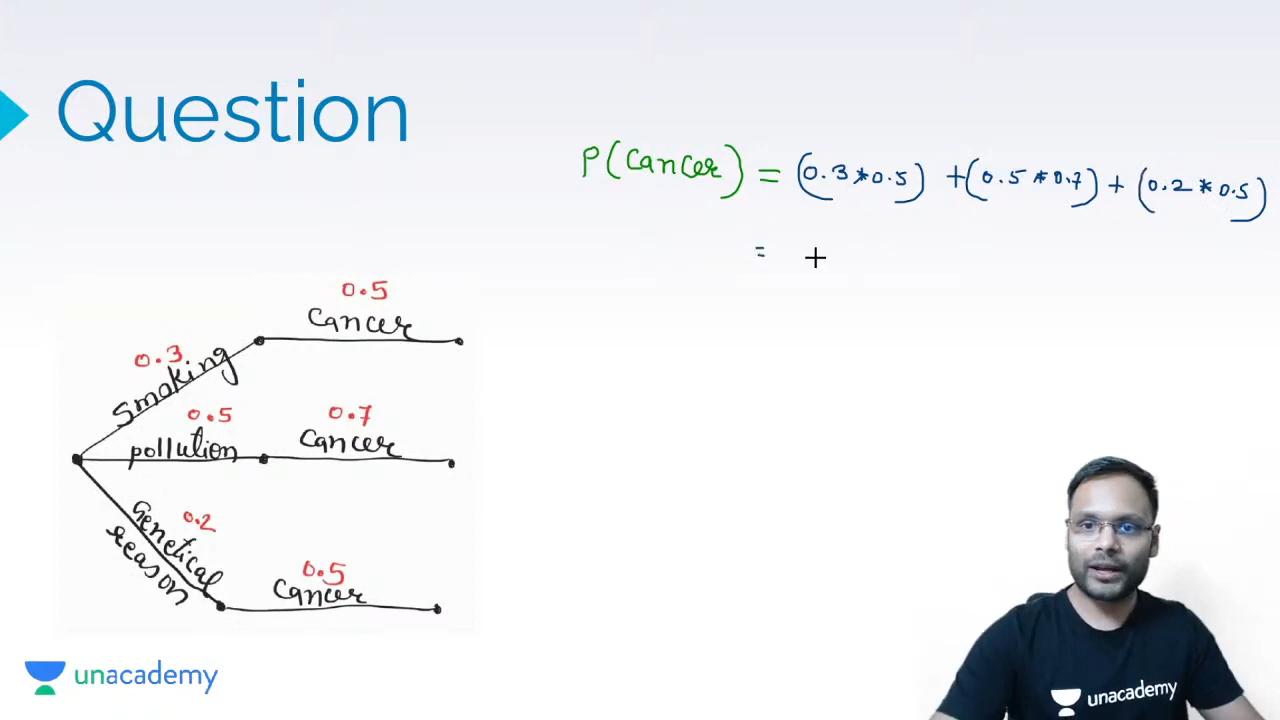 Question
P(Cancer) = (0.3*0.5) + (0.5*0.7) + (0.2*0.5)
=
0.5
Cancer
0.3
Smoking
0.5
0.7
pollution
Cancer
0.2
Genetical
reason
0.5
Cancer
unacademy
unacademy